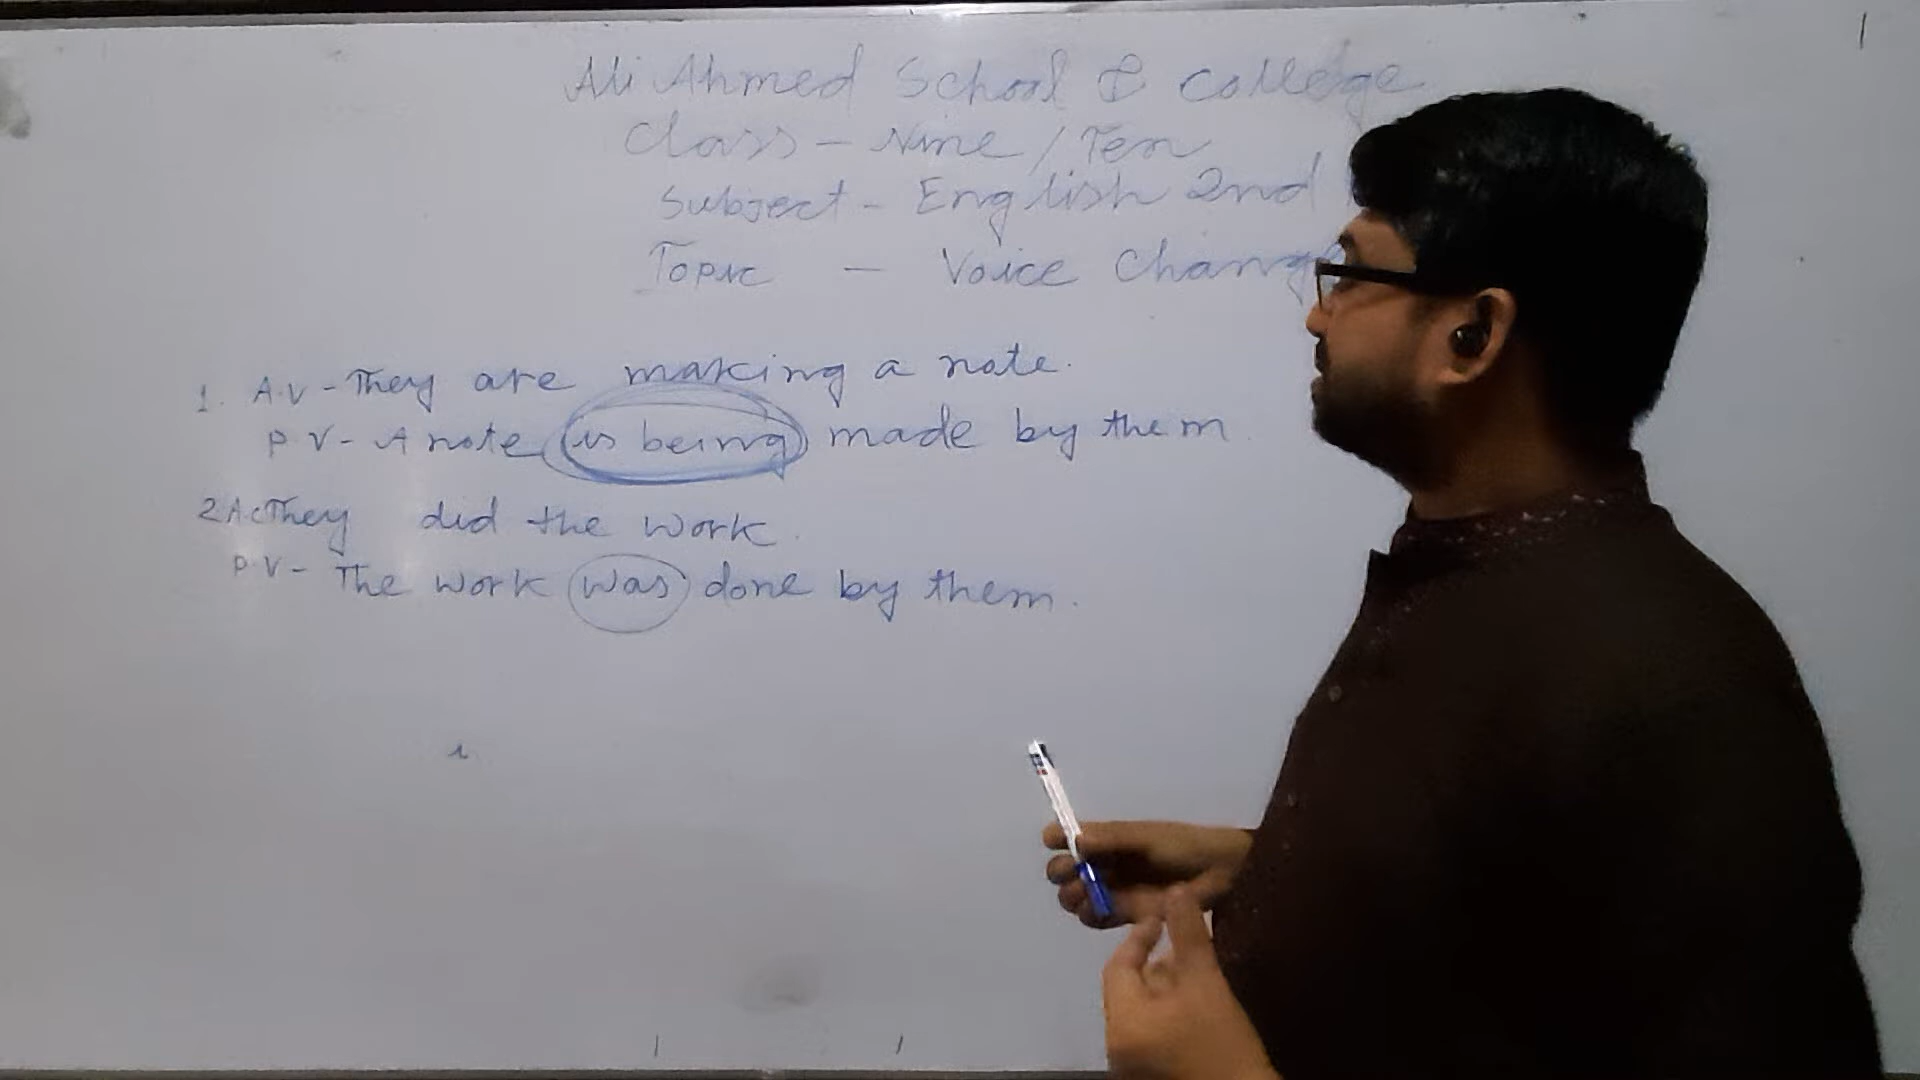 Ali Ahmed School & College
Class - Nine / Ten
Subject - English 2nd
Topic - Voice Change
1. A.V - They are making a note.
P.V - A note is being made by them
2 Ac They did the work.
P.V - The work was done by them.